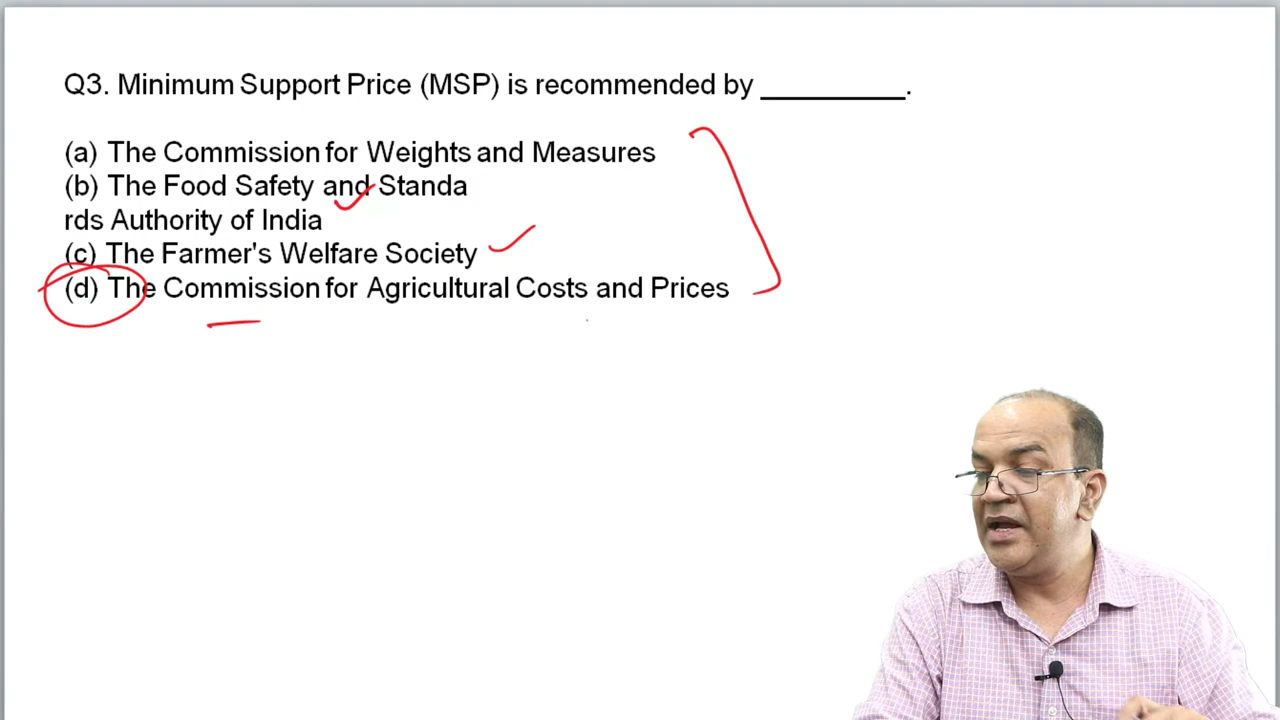 Q3. Minimum Support Price (MSP) is recommended by __________.
(a) The Commission for Weights and Measures
(b) The Food Safety and Standa
rds Authority of India
(c) The Farmer's Welfare Society
(d) The Commission for Agricultural Costs and Prices